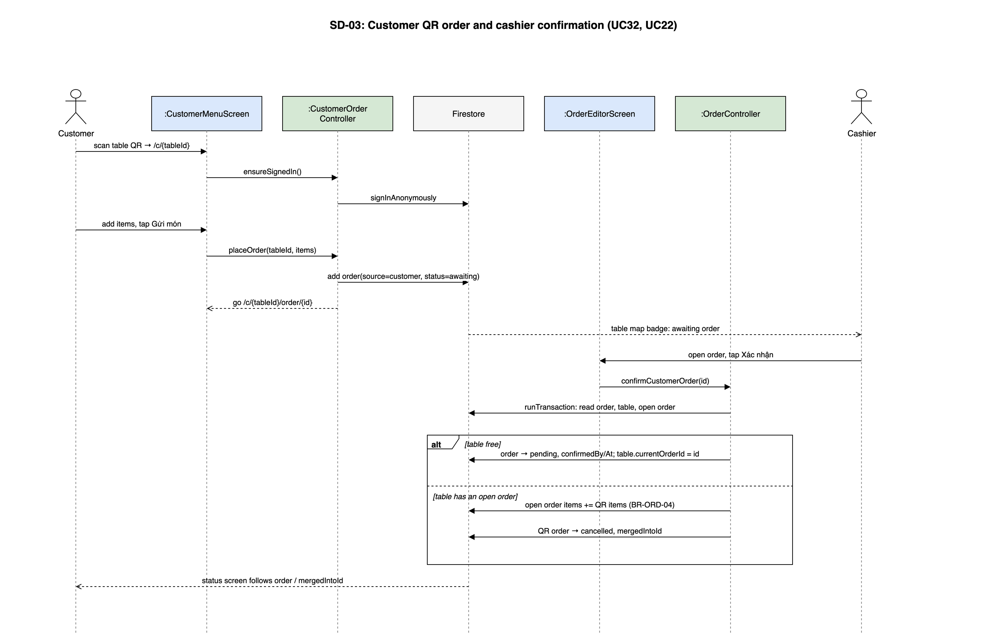 SD-03: Customer QR order and cashier confirmation (UC32, UC22)
Customer
:CustomerMenuScreen
:CustomerOrder
Controller
Firestore
:OrderEditorScreen
:OrderController
Cashier
scan table QR → /c/{tableId}
ensureSignedIn()
signInAnonymously
add items, tap Gửi món
placeOrder(tableId, items)
add order(source=customer, status=awaiting)
go /c/{tableId}/order/{id}
table map badge: awaiting order
open order, tap Xác nhận
confirmCustomerOrder(id)
runTransaction: read order, table, open order
alt
[table free]
order → pending, confirmedBy/At; table.currentOrderId = id
[table has an open order]
open order items += QR items (BR-ORD-04)
QR order → cancelled, mergedIntoId
status screen follows order / mergedIntoId